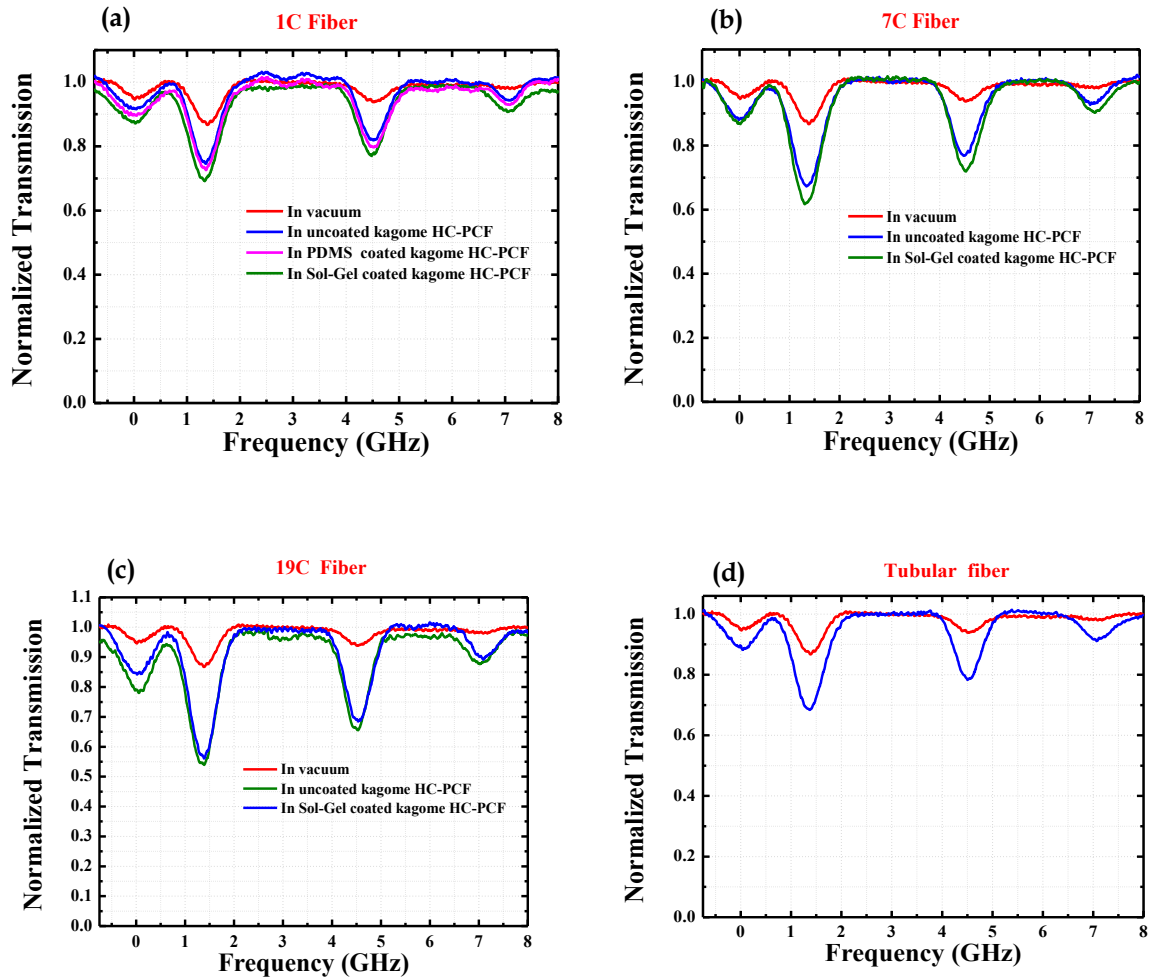 (a)
1C Fiber
1.0
0.8
0.6
0.4
0.2
0.0
Normalized Transmission
In vacuum
In uncoated kagome HC-PCF
In PDMS coated kagome HC-PCF
In Sol-Gel coated kagome HC-PCF
0 1 2 3 4 5 6 7 8
Frequency (GHz)
(b)
7C Fiber
1.0
0.8
0.6
0.4
0.2
0.0
Normalized Transmission
In vacuum
In uncoated kagome HC-PCF
In Sol-Gel coated kagome HC-PCF
0 1 2 3 4 5 6 7 8
Frequency (GHz)
(c)
19C Fiber
1.1
1.0
0.9
0.8
0.7
0.6
0.5
0.4
0.3
0.2
0.1
0.0
Normalized Transmission
In vacuum
In uncoated kagome HC-PCF
In Sol-Gel coated kagome HC-PCF
0 1 2 3 4 5 6 7 8
Frequency (GHz)
(d)
Tubular fiber
1.0
0.8
0.6
0.4
0.2
0.0
Normalized Transmission
0 1 2 3 4 5 6 7 8
Frequency (GHz)